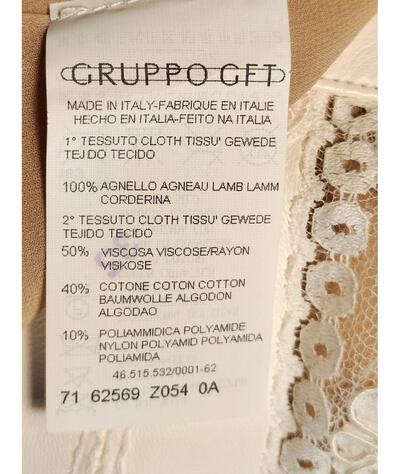 GRUPPO GFT
MADE IN ITALY-FABRIQUE EN ITALIE
HECHO EN ITALIA-FEITO NA ITALIA
1° TESSUTO CLOTH TISSU' GEWEDE
TEJIDO TECIDO
100% AGNELLO AGNEAU LAMB LAMM
CORDERINA
2° TESSUTO CLOTH TISSU' GEWEDE
TEJIDO TECIDO
50% VISCOSA VISCOSE/RAYON
VISKOSE
40% COTONE COTON COTTON
BAUMWOLLE ALGODON
ALGODAO
10% POLIAMMIDICA POLYAMIDE
NYLON POLYAMID POLYAMIDA
POLIAMIDA
46.515.532/0001-62
71 62569 Z054 0A